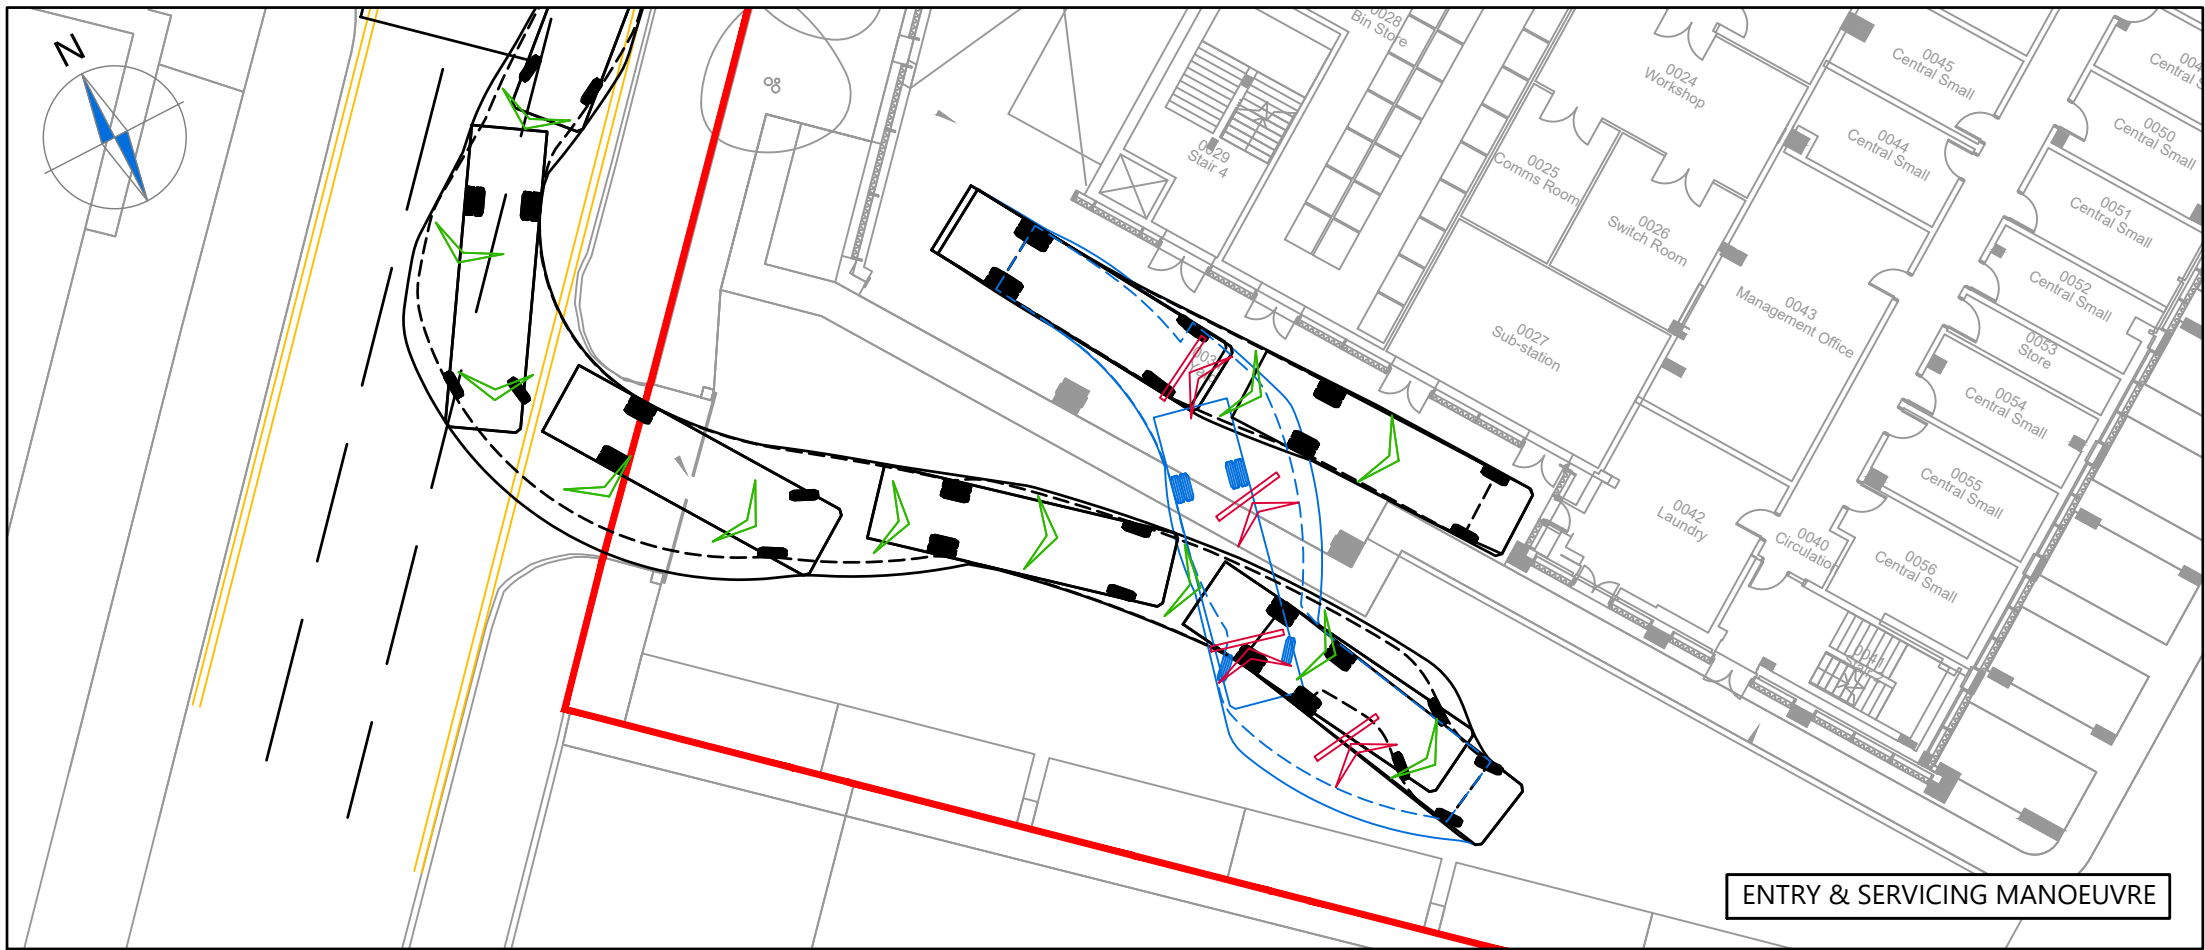 N
0028
Bin Store
0029
Stair 4
0024
Workshop
0025
Comms Room
0026
Switch Room
0027
Sub-station
0045
Central Small
0044
Central Small
0050
Central Small
0051
Central Small
0052
Central Small
0043
Management Office
0053
Store
0054
Central Small
0055
Central Small
0056
Central Small
0042
Laundry
0040
Circulatio
0041
ENTRY & SERVICING MANOEUVRE